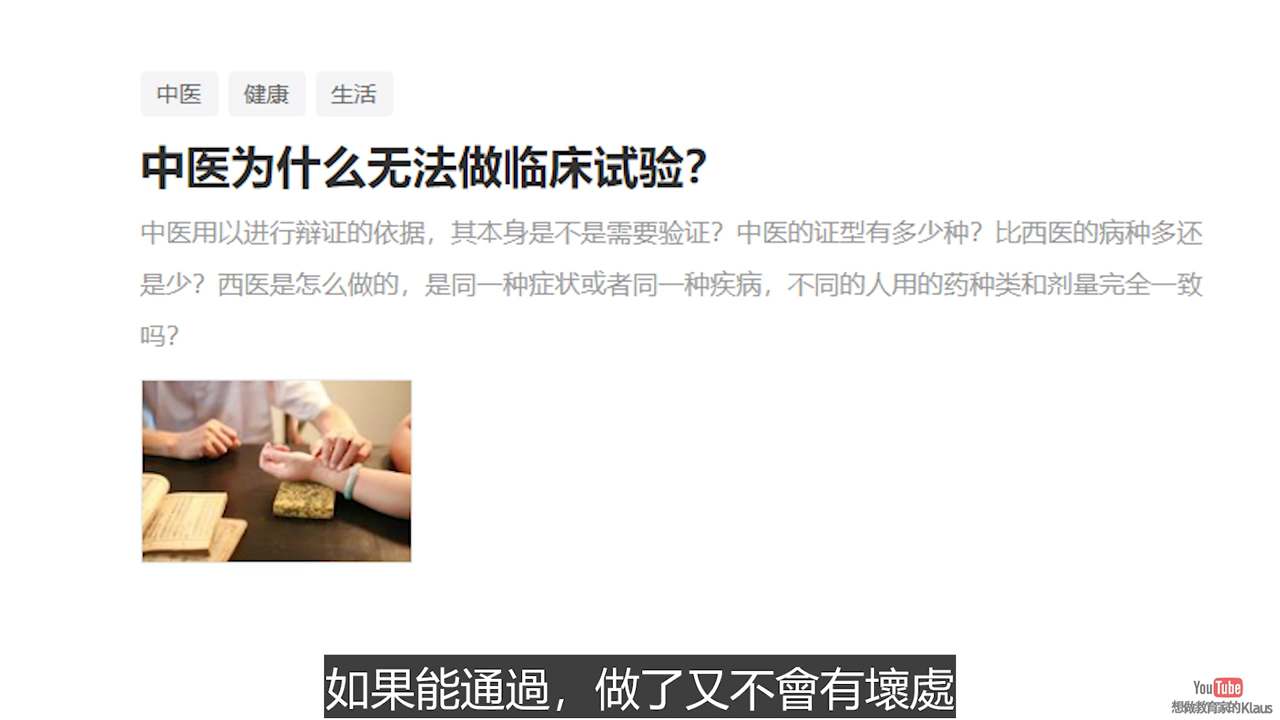 中医 健康 生活
中医为什么无法做临床试验？
中医用以进行辩证的依据，其本身是不是需要验证？中医的证型有多少种？比西医的病种多还
是少？西医是怎么做的，是同一种症状或者同一种疾病，不同的人用的药种类和剂量完全一致
吗？
如果能通過，做了又不會有壞處
YouTube
想做教育家的Klaus